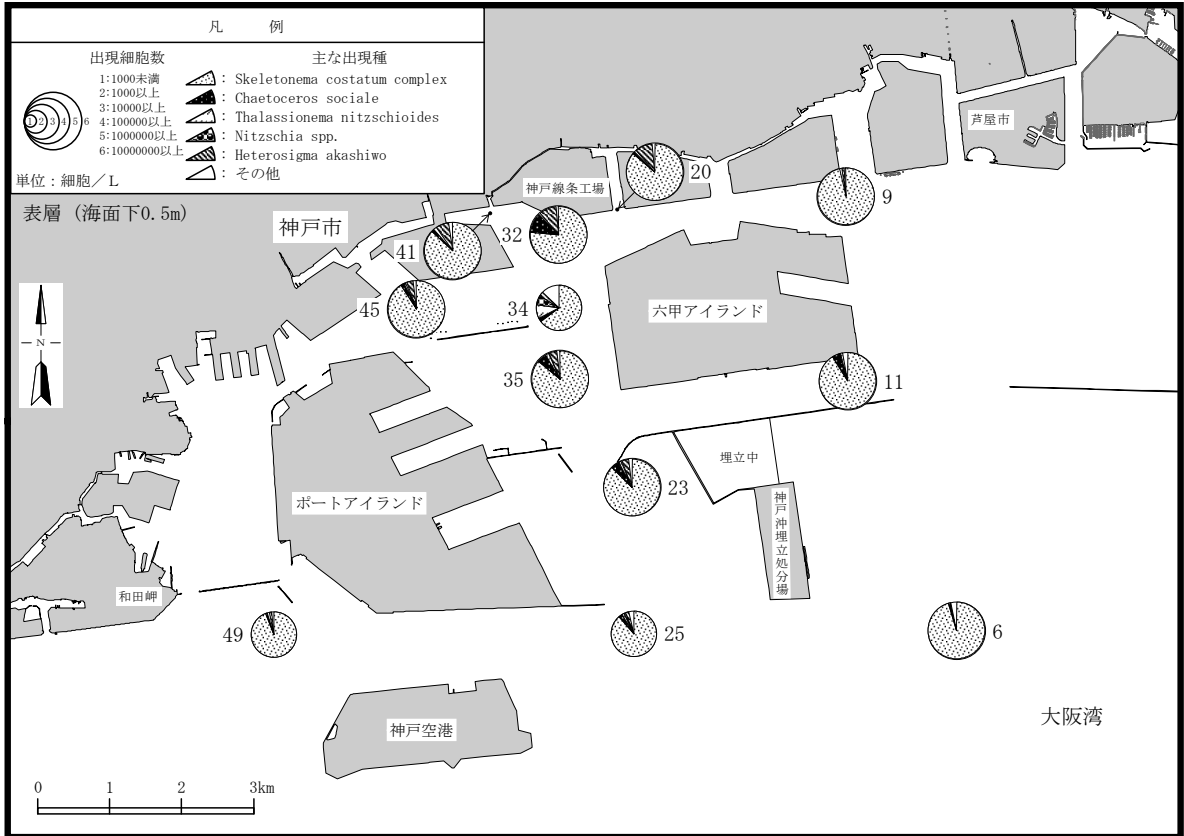 凡 例
出現細胞数
1:1000未満
2:1000以上
3:10000以上
4:100000以上
5:1000000以上
6:10000000以上
1 2 3 4 5 6
単位：細胞／L
主な出現種
： Skeletonema costatum complex
： Chaetoceros sociale
： Thalassionema nitzschioides
： Nitzschia spp.
： Heterosigma akashiwo
： その他
表層 (海面下0.5m)
芦屋市
20
神戸線条工場
9
神戸市
32
41
45
34
六甲アイランド
N
35
11
埋立中
23
ポートアイランド
神戸沖埋立処分場
和田岬
49
25
6
大阪湾
神戸空港
0 1 2 3km